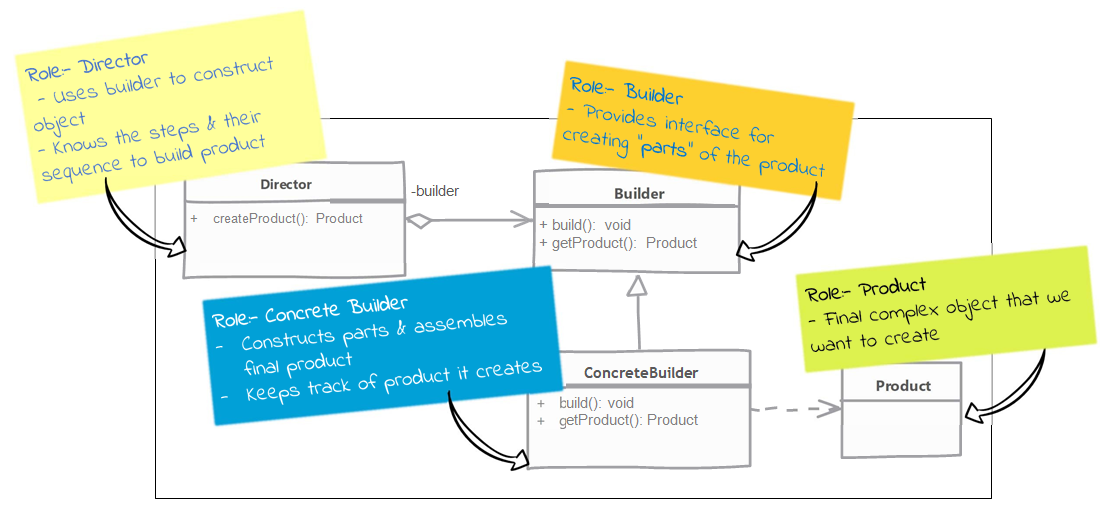 Role:- Director
- Uses builder to construct
object
- Knows the steps & their
sequence to build product
Role:- Builder
- Provides interface for
creating "parts" of the product
Director
+ createProduct(): Product
-builder
Builder
+ build(): void
+ getProduct(): Product
Role:- Concrete Builder
- Constructs parts & assembles
final product
- Keeps track of product it creates
Role:- Product
- Final complex object that we
want to create
ConcreteBuilder
+ build(): void
+ getProduct(): Product
Product